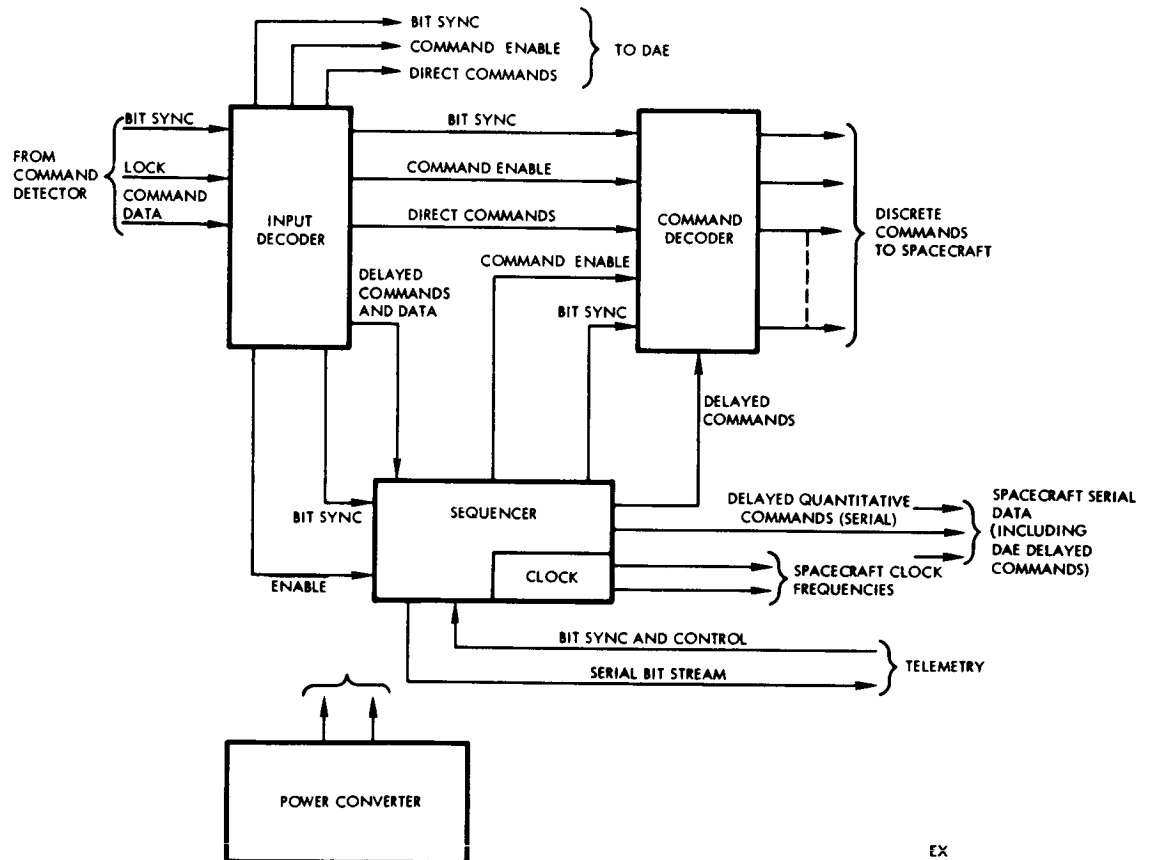 BIT SYNC
COMMAND ENABLE
DIRECT COMMANDS
TO DAE
FROM
COMMAND
DETECTOR
BIT SYNC
LOCK
COMMAND
DATA
INPUT
DECODER
BIT SYNC
COMMAND ENABLE
DIRECT COMMANDS
COMMAND
DECODER
DISCRETE
COMMANDS
TO SPACECRAFT
DELAYED
COMMANDS
AND DATA
COMMAND ENABLE
BIT SYNC
DELAYED
COMMANDS
BIT SYNC
ENABLE
SEQUENCER
CLOCK
DELAYED QUANTITATIVE
COMMANDS (SERIAL)
SPACECRAFT SERIAL
DATA
(INCLUDING
DAE DELAYED
COMMANDS)
SPACECRAFT CLOCK
FREQUENCIES
BIT SYNC AND CONTROL
SERIAL BIT STREAM
TELEMETRY
POWER CONVERTER
EX